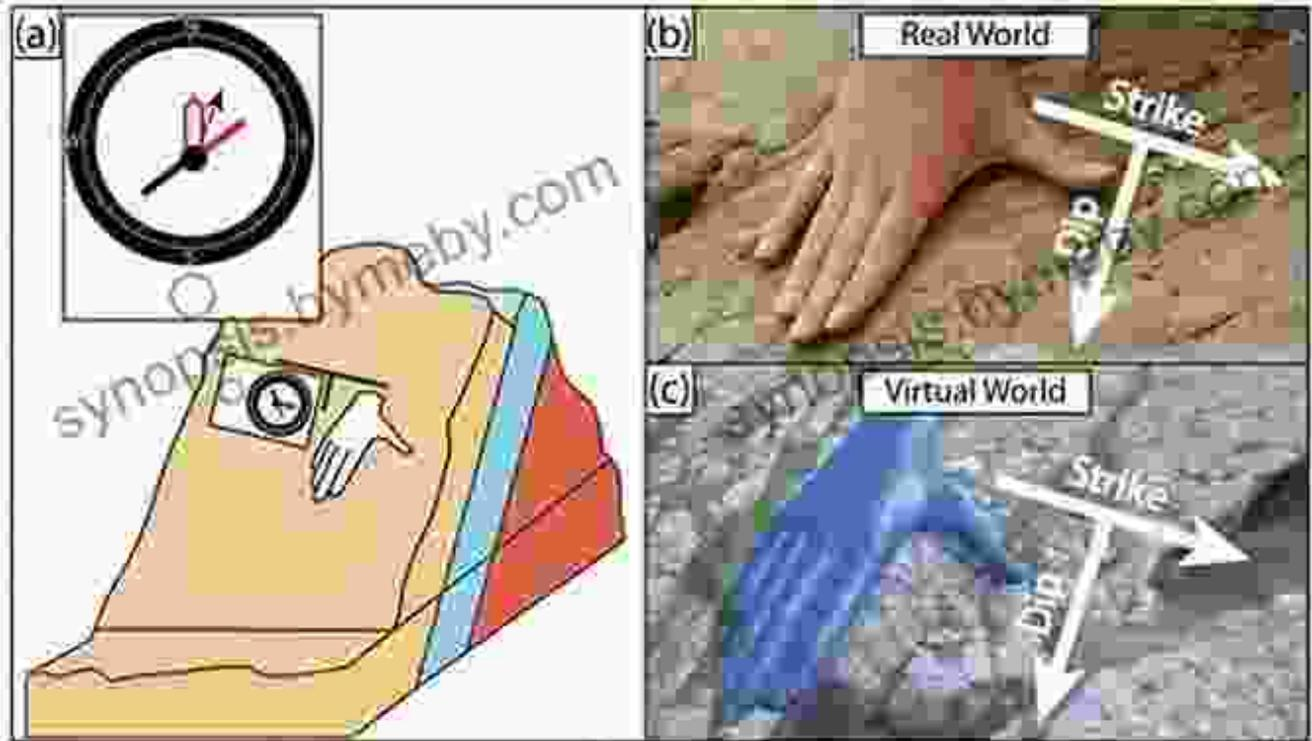 (a)
(b)
Real World
Strike
Dip
(c)
Virtual World
Strike
Dip
synopsis.bymeby.com